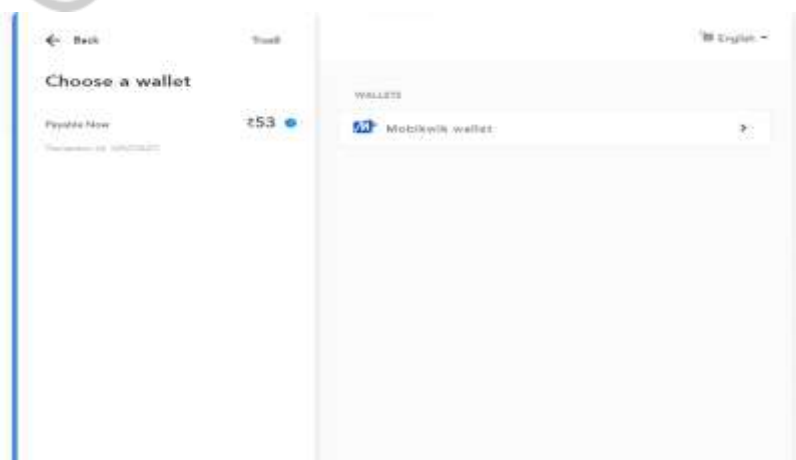 Back
English
Choose a wallet
WALLETS
Payable Now ₹53
Mobikwik wallet